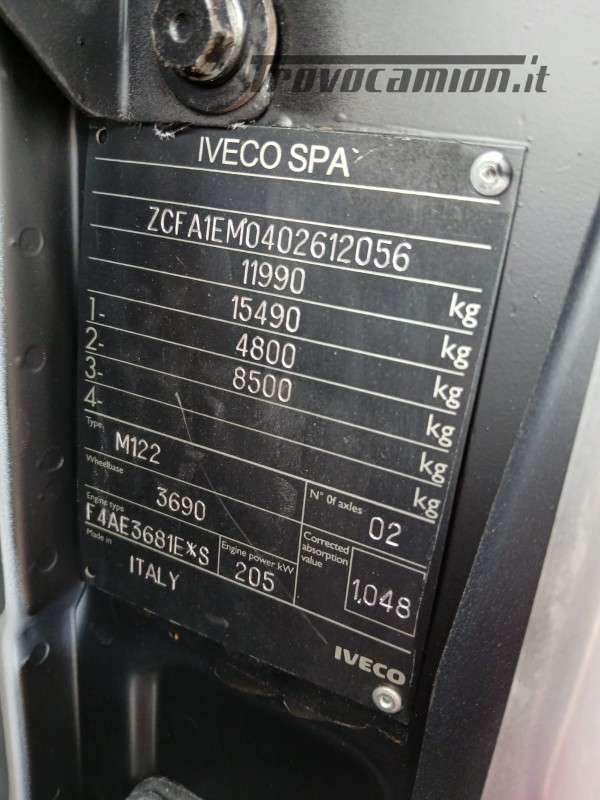 Trovocamion.it
IVECO SPA
ZCFA1EM0402612056
11990 kg
15490 kg
1- 4800 kg
2- 8500 kg
3- kg
4- kg
Type. M122
Wheelbase 3690
N° 0f axles 02
Engine type F4AE3681E*S
Engine power kW 205
Corrected absorption value 1.048
Made in ITALY
IVECO